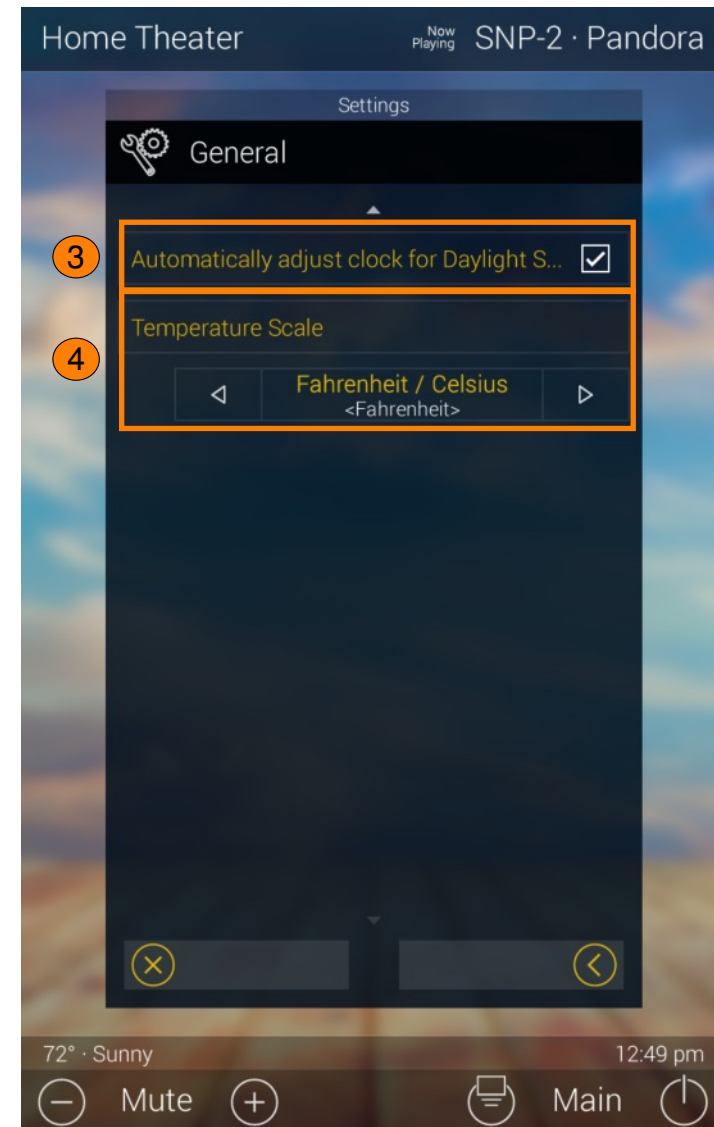 Home Theater
Now
Playing
SNP-2 · Pandora
Settings
General
3
Automatically adjust clock for Daylight S...
4
Temperature Scale
Fahrenheit / Celsius
<Fahrenheit>
72° · Sunny
12:49 pm
Mute
Main